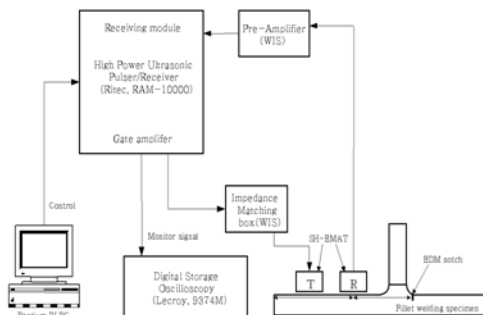 Receiving module
High Power Ultrasonic
Pulser/Receiver
(Ritec, RAM-10000)
Gate amplifer
Pre-Amplifier
(WIS)
Control
Monitor signal
Impedance
Matching
box(WIS)
SH-EMAT
T
R
EDM notch
Digital Storage
Oscilloscopy
(Lecroy, 9374M)
Fillet welding specimen